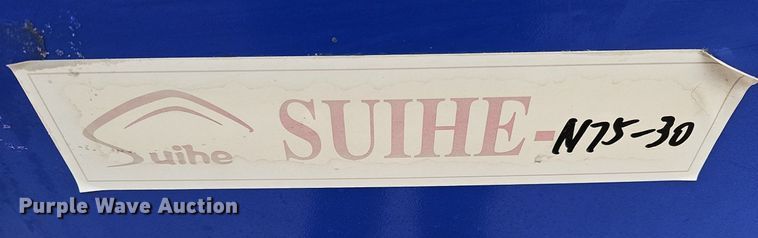 Suihe SUIHE-N75-30
Purple Wave Auction